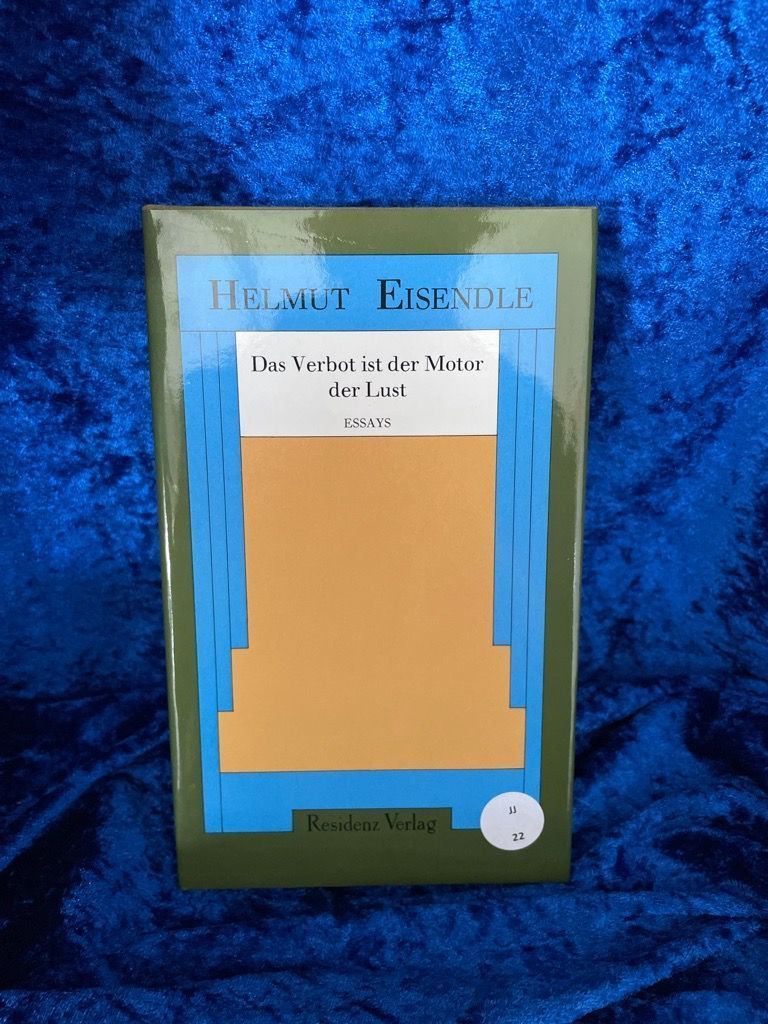 HELMUT EISENDLE
Das Verbot ist der Motor
der Lust
ESSAYS
Residenz Verlag
JJ
22